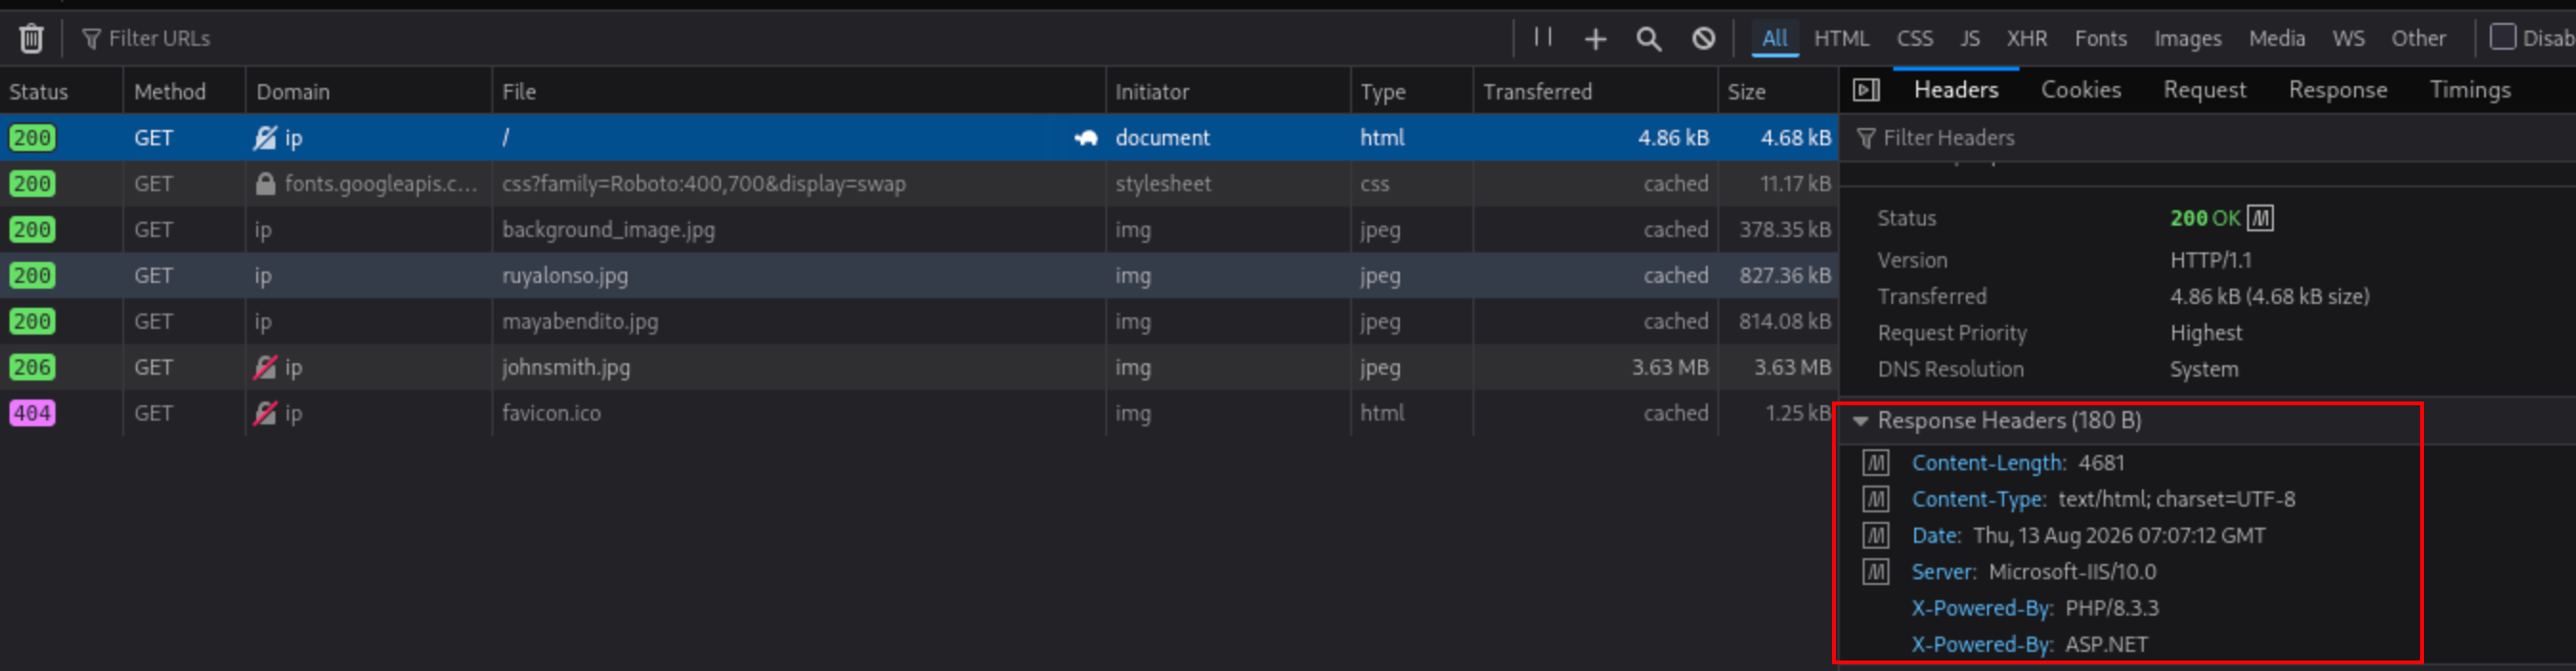 Filter URLs All HTML CSS JS XHR Fonts Images Media WS Other Disab
Status Method Domain File Initiator Type Transferred Size
200 GET ip / document html 4.86 kB 4.68 kB
200 GET fonts.googleapis.c... css?family=Roboto:400,700&display=swap stylesheet css cached 11.17 kB
200 GET ip background_image.jpg img jpeg cached 378.35 kB
200 GET ip ruyalonso.jpg img jpeg cached 827.36 kB
200 GET ip mayabendito.jpg img jpeg cached 814.08 kB
206 GET ip johnsmith.jpg img jpeg 3.63 MB 3.63 MB
404 GET ip favicon.ico img html cached 1.25 kB
Headers Cookies Request Response Timings
Filter Headers
Status 200 OK
Version HTTP/1.1
Transferred 4.86 kB (4.68 kB size)
Request Priority Highest
DNS Resolution System
Response Headers (180 B)
Content-Length: 4681
Content-Type: text/html; charset=UTF-8
Date: Thu, 13 Aug 2026 07:07:12 GMT
Server: Microsoft-IIS/10.0
X-Powered-By: PHP/8.3.3
X-Powered-By: ASP.NET